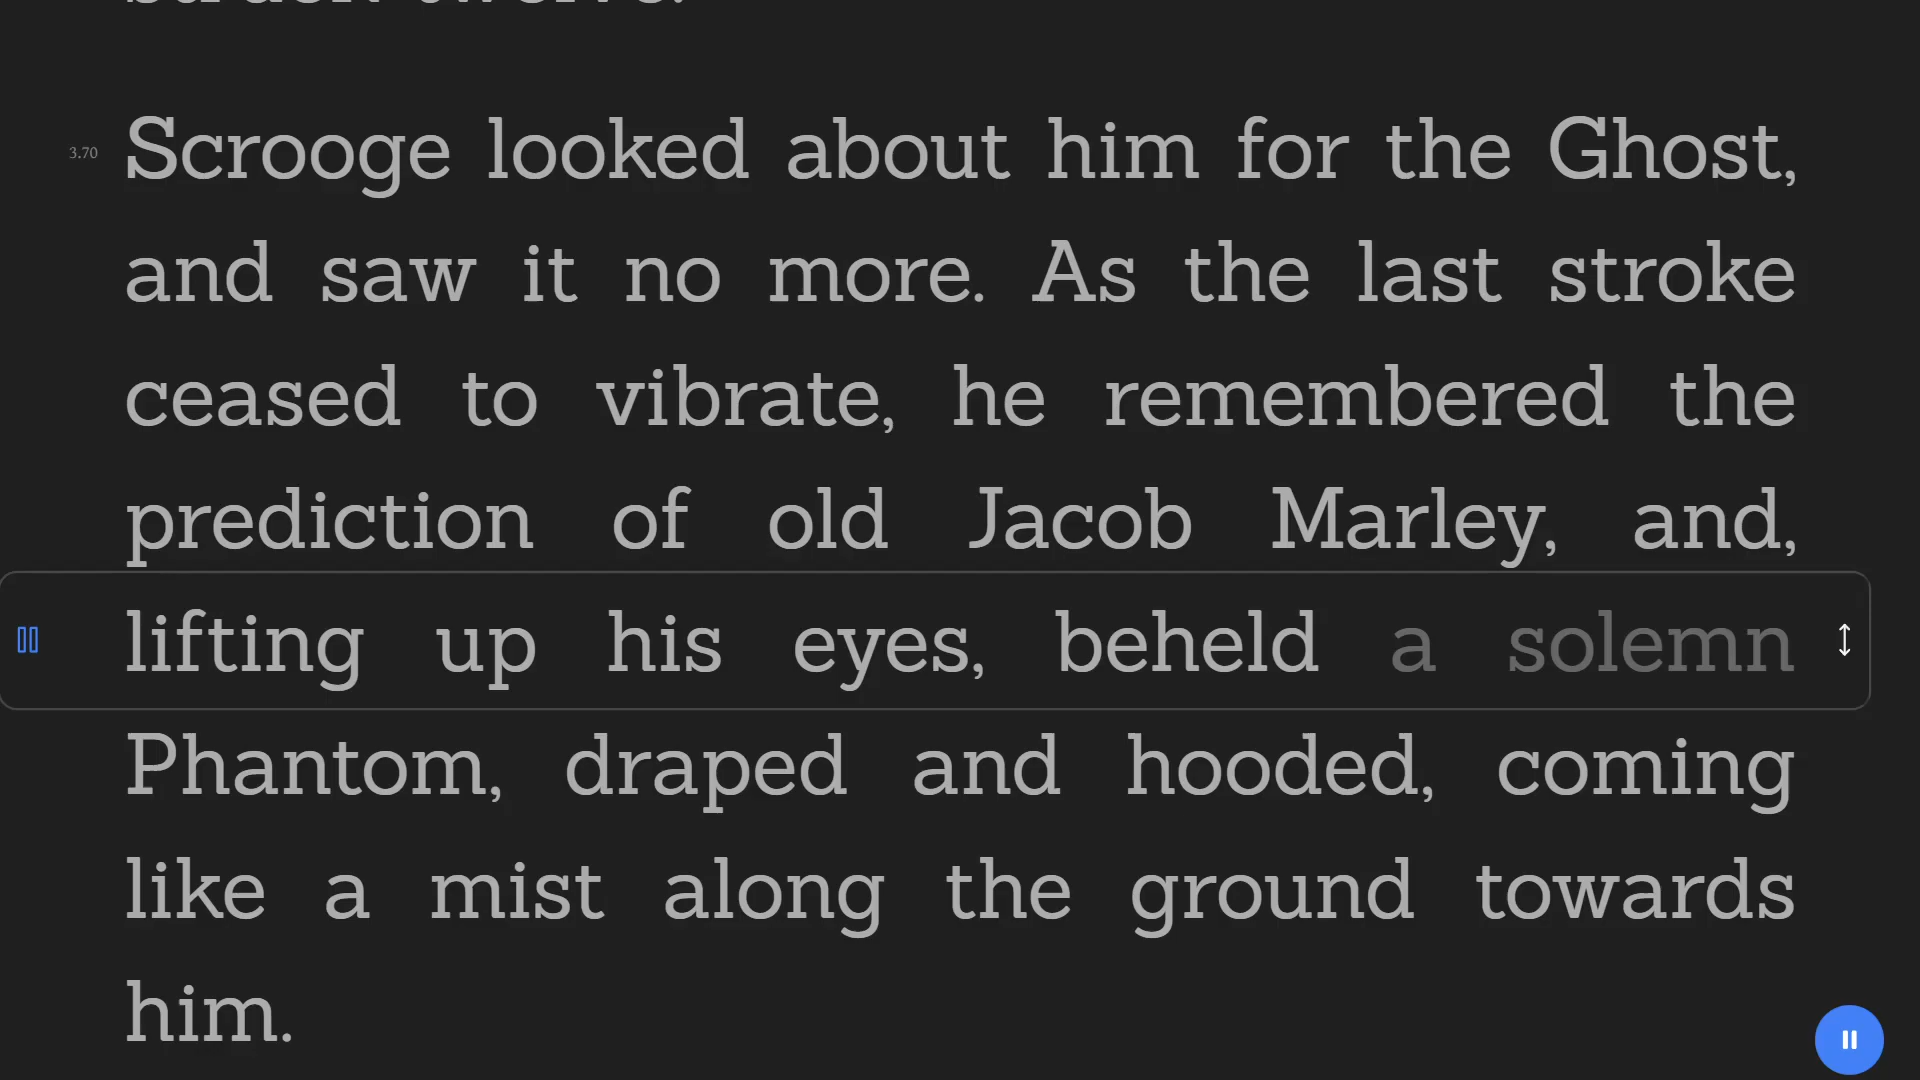 struck twelve.
3.70
Scrooge looked about him for the Ghost,
and saw it no more. As the last stroke
ceased to vibrate, he remembered the
prediction of old Jacob Marley, and,
lifting up his eyes, beheld a solemn
Phantom, draped and hooded, coming
like a mist along the ground towards
him.